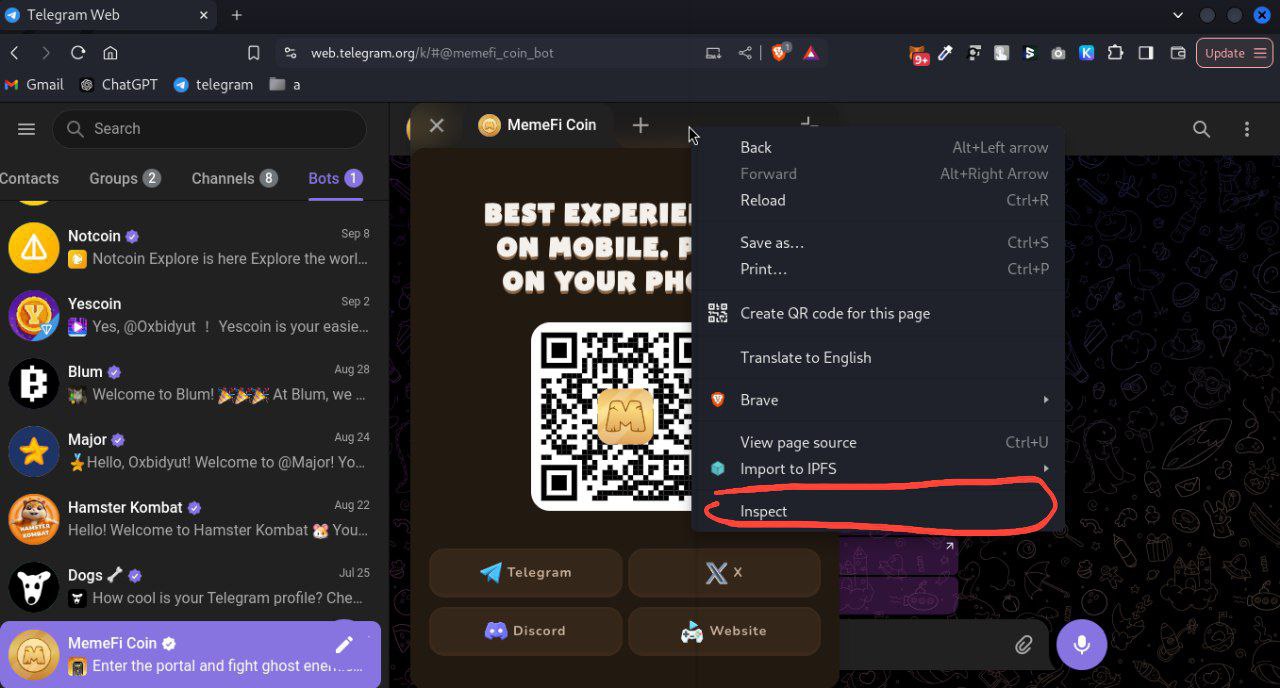 Telegram Web
web.telegram.org/k/#@memefi_coin_bot
1
9+
Update
Gmail
ChatGPT
telegram
a
Search
Contacts
Groups 2
Channels 8
Bots 1
Notcoin
Sep 8
Notcoin Explore is here Explore the worl...
Yescoin
Sep 2
Yes, @Oxbidyut ！ Yescoin is your easie...
Blum
Aug 28
Welcome to Blum! 🎉🎉🎉 At Blum, we ...
Major
Aug 24
Hello, Oxbidyut! Welcome to @Major! Yo...
Hamster Kombat
Aug 22
Hello! Welcome to Hamster Kombat 🐹 You...
Dogs
Jul 25
How cool is your Telegram profile? Che...
MemeFi Coin
Enter the portal and fight ghost enem...
MemeFi Coin
BEST EXPERIE
ON MOBILE. P
ON YOUR PHO
M
Telegram
X
Discord
Website
Back Alt+Left arrow
Forward Alt+Right Arrow
Reload Ctrl+R
Save as… Ctrl+S
Print… Ctrl+P
Create QR code for this page
Translate to English
Brave
View page source Ctrl+U
Import to IPFS
Inspect